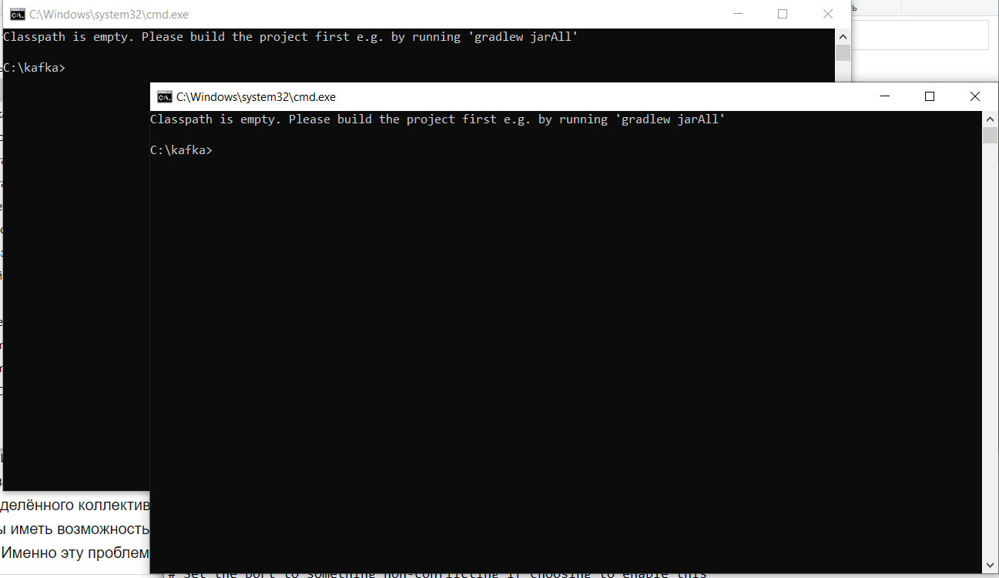 C:\Windows\system32\cmd.exe
Classpath is empty. Please build the project first e.g. by running 'gradlew jarAll'
C:\kafka>
C:\Windows\system32\cmd.exe
Classpath is empty. Please build the project first e.g. by running 'gradlew jarAll'
C:\kafka>
делённого коллектив
ы иметь возможность
Именно эту проблем
# Set the port to something non-conflicting if choosing to enable this